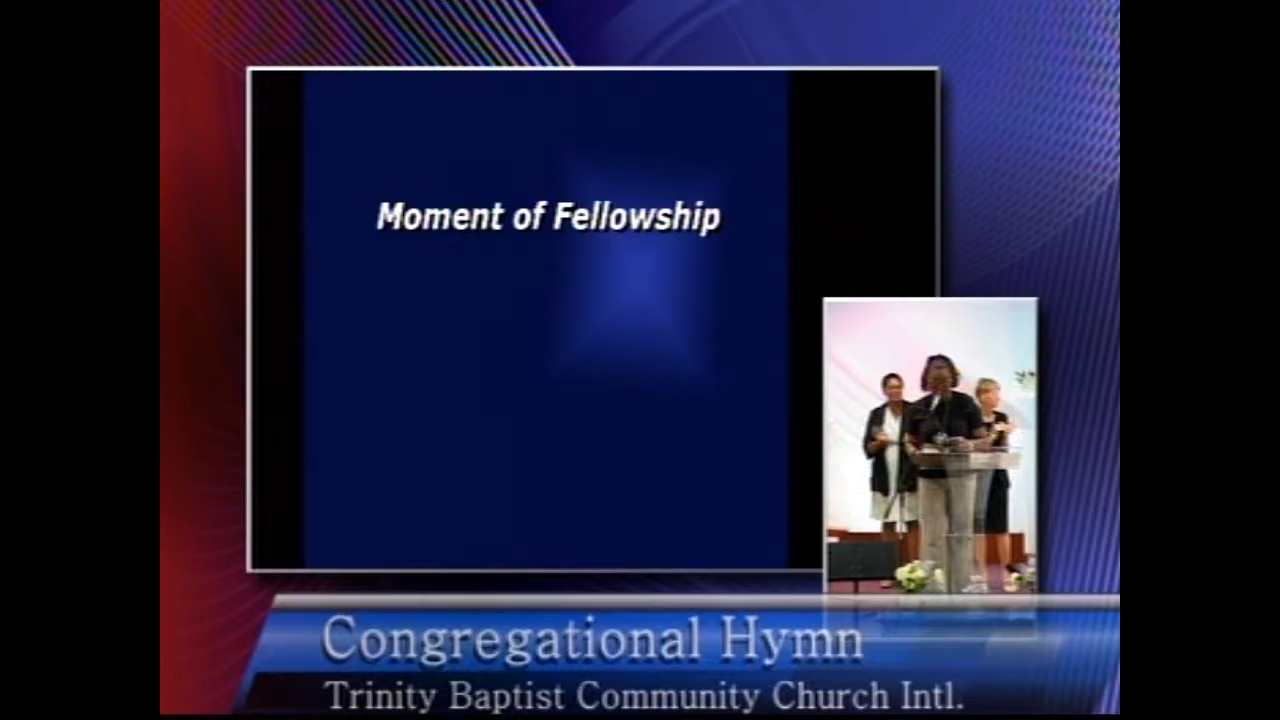 Moment of Fellowship
Congregational Hymn
Trinity Baptist Community Church Intl.